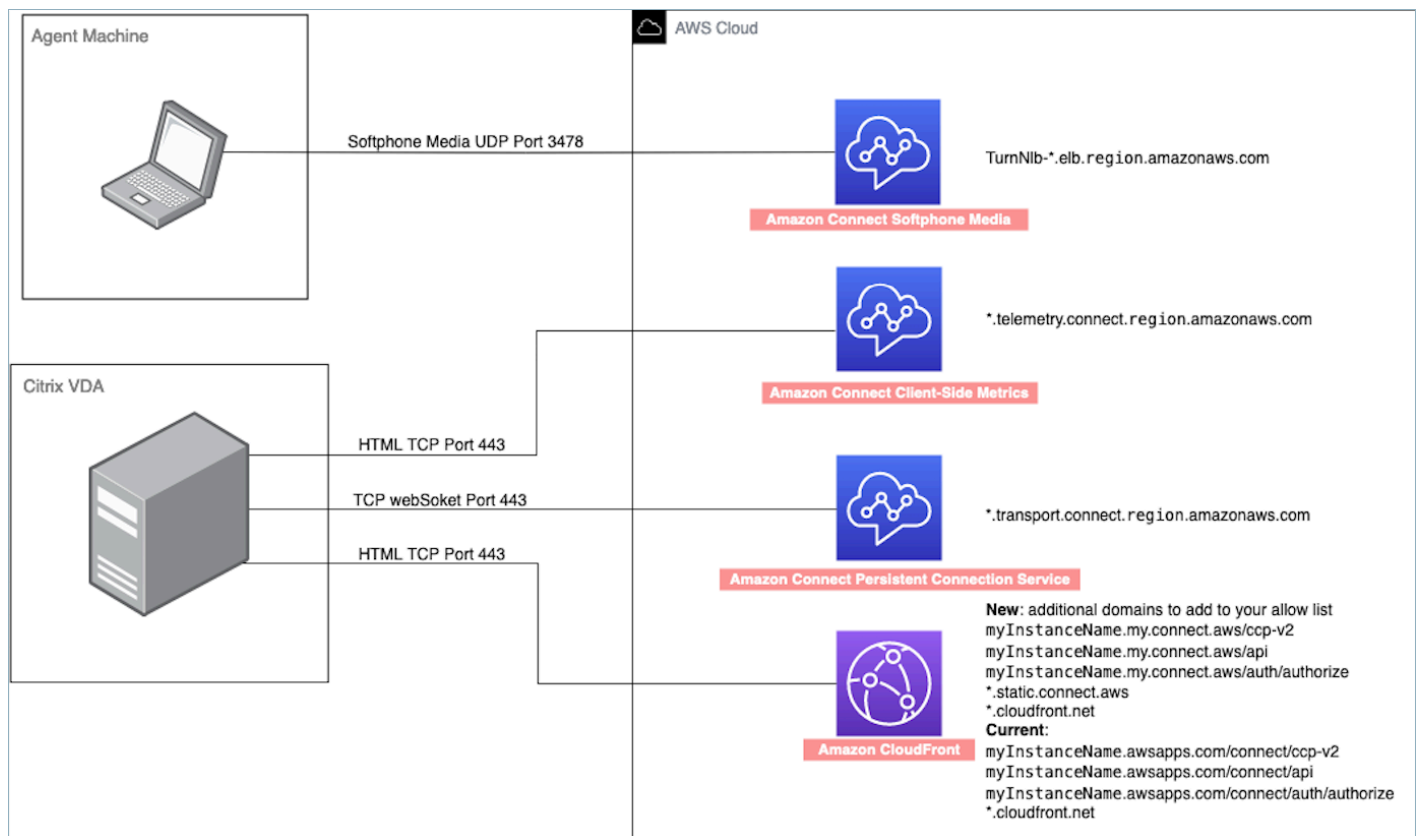 Agent Machine
AWS Cloud
Softphone Media UDP Port 3478
TurnNlb-*.elb.region.amazonaws.com
Amazon Connect Softphone Media
*.telemetry.connect.region.amazonaws.com
Citrix VDA
Amazon Connect Client-Side Metrics
HTML TCP Port 443
TCP webSoket Port 443
*.transport.connect.region.amazonaws.com
HTML TCP Port 443
Amazon Connect Persistent Connection Service
New: additional domains to add to your allow list
myInstanceName.my.connect.aws/ccp-v2
myInstanceName.my.connect.aws/api
myInstanceName.my.connect.aws/auth/authorize
*.static.connect.aws
*.cloudfront.net
Current:
Amazon CloudFront
myInstanceName.awsapps.com/connect/ccp-v2
myInstanceName.awsapps.com/connect/api
myInstanceName.awsapps.com/connect/auth/authorize
*.cloudfront.net